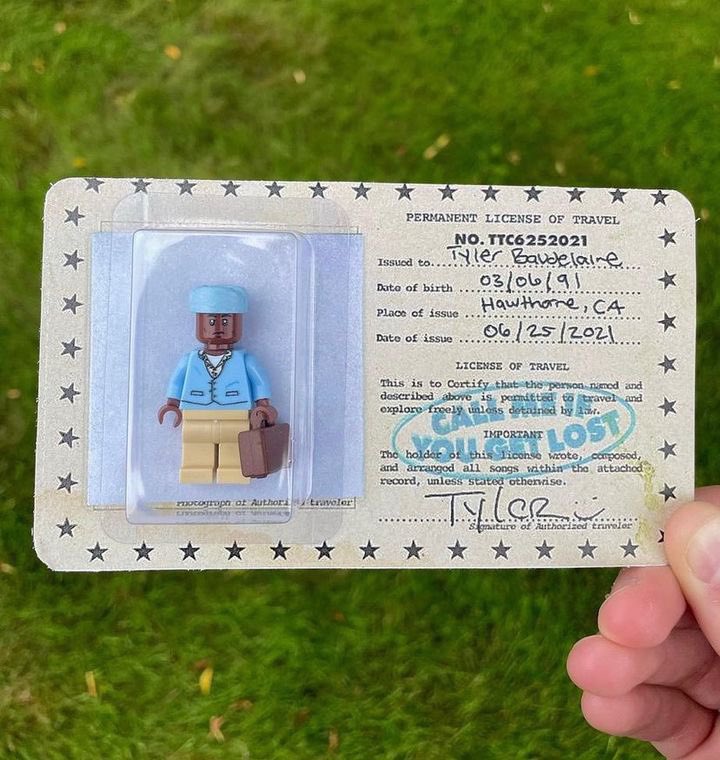 PERMANENT LICENSE OF TRAVEL
NO. TTC6252021
Issued to Tyler Baudelaire
Date of birth 03/06/91
Place of issue Hawthorne, CA
Date of issue 06/25/2021
LICENSE OF TRAVEL
This is to Certify that the person named and
described above is permitted to travel and
explore freely unless detained by law.
CALL ME IF
YOU GET LOST
IMPORTANT
The holder of this license wrote, composed,
and arranged all songs within the attached
record, unless stated otherwise.
TYLER
Signature of Authorized traveler
Photograph of Authorized traveler